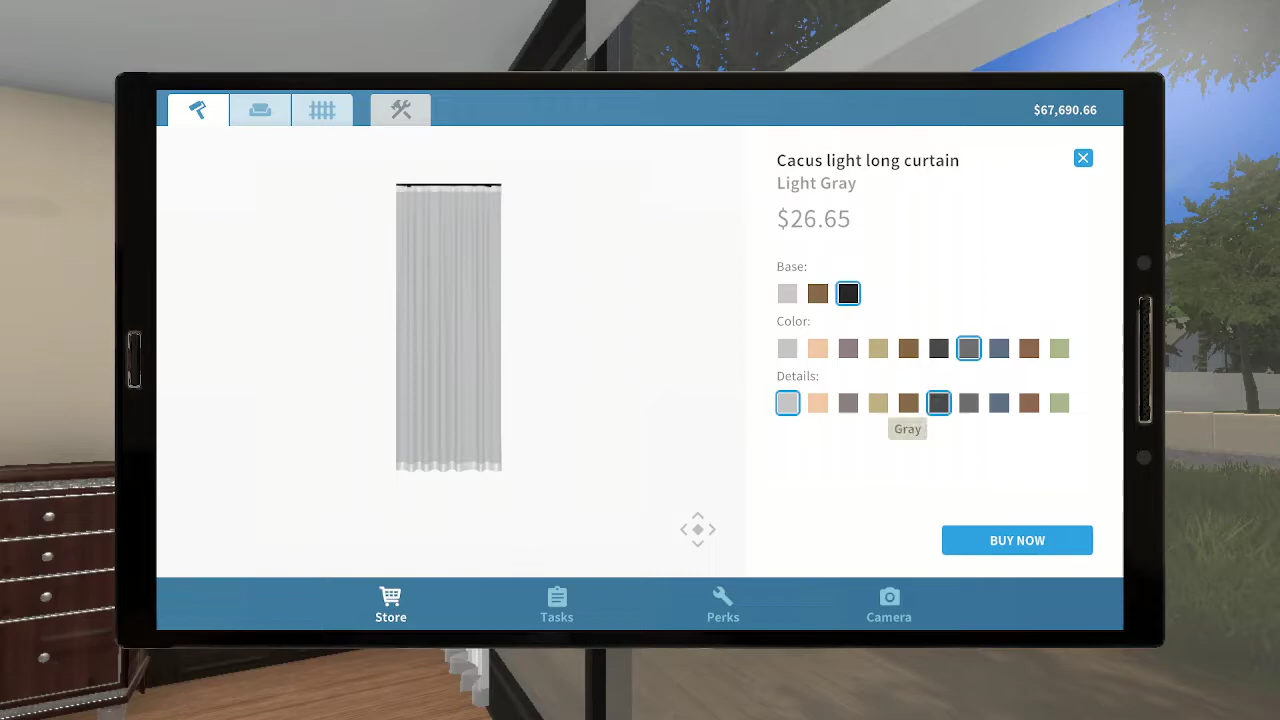 $67,690.66
Cacus light long curtain
Light Gray
$26.65
Base:
Color:
Details:
Gray
BUY NOW
Store
Tasks
Perks
Camera